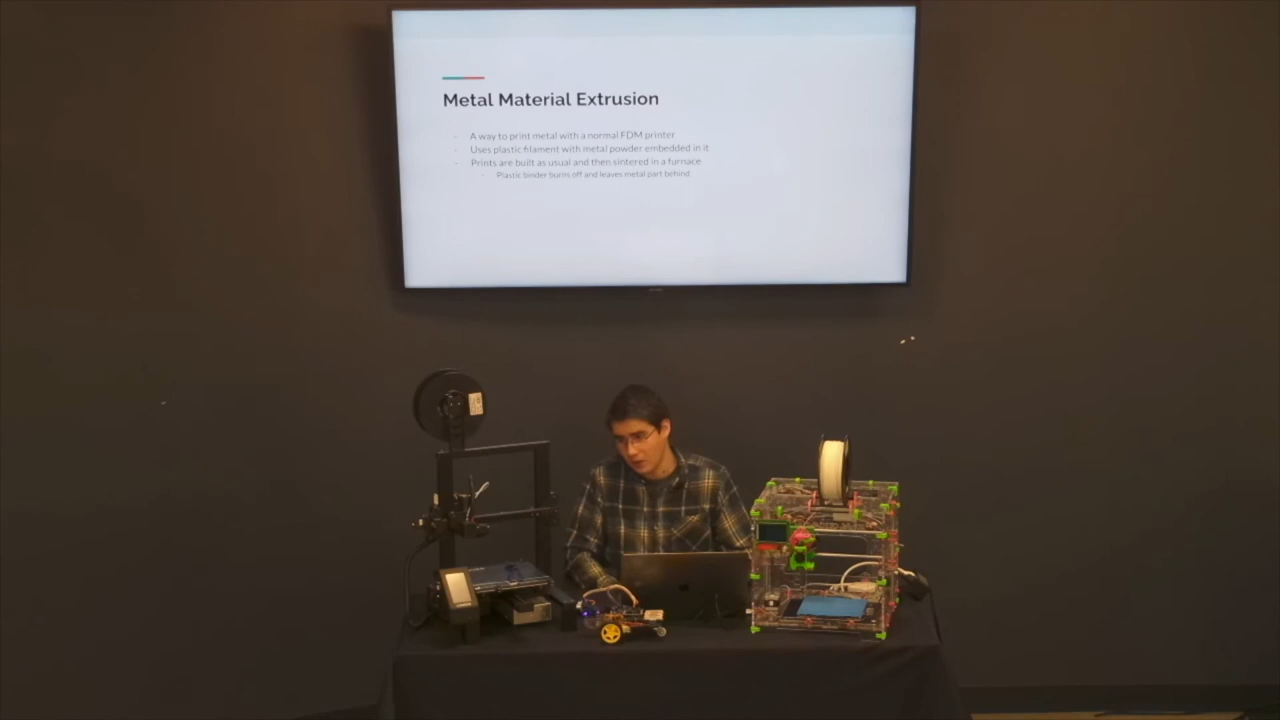 Metal Material Extrusion
- A way to print metal with a normal FDM printer
- Uses plastic filament with metal powder embedded in it
- Prints are built as usual and then sintered in a furnace
- Plastic binder burns off and leaves metal part behind